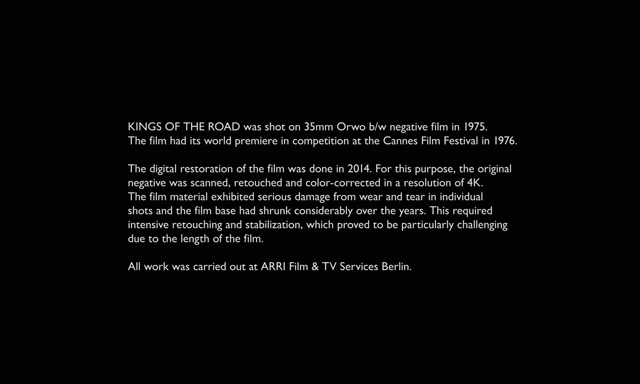 KINGS OF THE ROAD was shot on 35mm Orwo b/w negative film in 1975.
The film had its world premiere in competition at the Cannes Film Festival in 1976.
The digital restoration of the film was done in 2014. For this purpose, the original
negative was scanned, retouched and color-corrected in a resolution of 4K.
The film material exhibited serious damage from wear and tear in individual
shots and the film base had shrunk considerably over the years. This required
intensive retouching and stabilization, which proved to be particularly challenging
due to the length of the film.
All work was carried out at ARRI Film & TV Services Berlin.